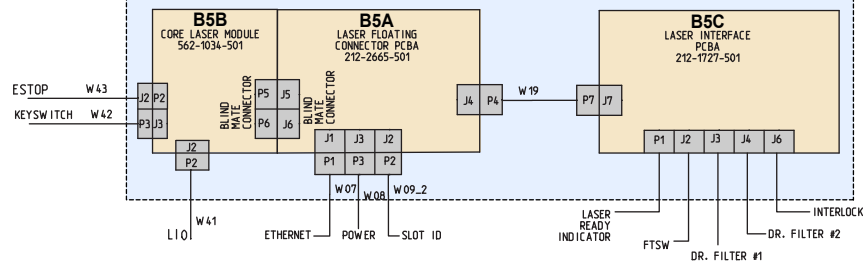 B5B
CORE LASER MODULE
562-1034-501
B5A
LASER FLOATING
CONNECTOR PCBA
212-2665-501
B5C
LASER INTERFACE
PCBA
212-1727-501
ESTOP W43
J2 P2
KEYSWITCH W42
P3 J3
BLIND
MATE
CONNECTOR
P5 J5
P6 J6
BLIND
MATE
CONNECTOR
J4 P4
W19
P7 J7
J2
P2
W41
LIO
J1 J3 J2
P1 P3 P2
W07
W08
W09_2
ETHERNET
POWER
SLOT ID
P1 J2 J3 J4 J6
LASER
READY
INDICATOR
FTSW
DR. FILTER #1
DR. FILTER #2
INTERLOCK